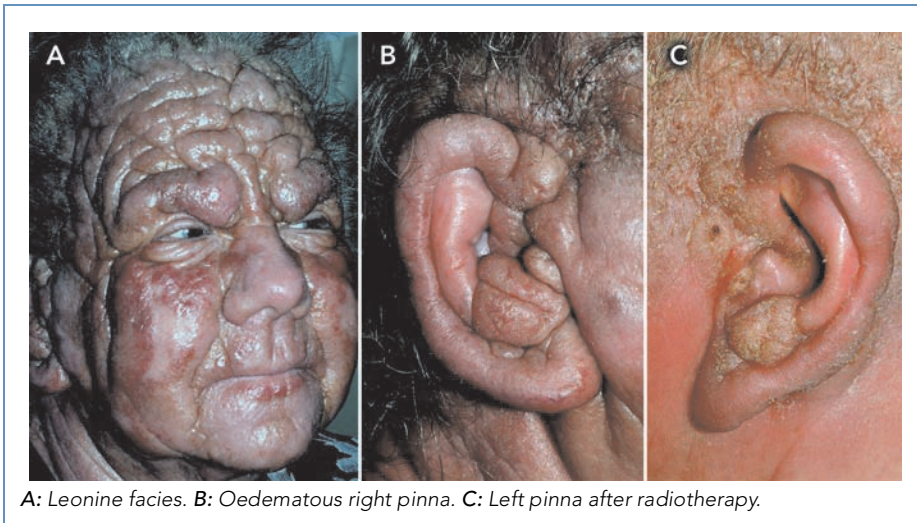 A
B
C
A: Leonine facies. B: Oedematous right pinna. C: Left pinna after radiotherapy.